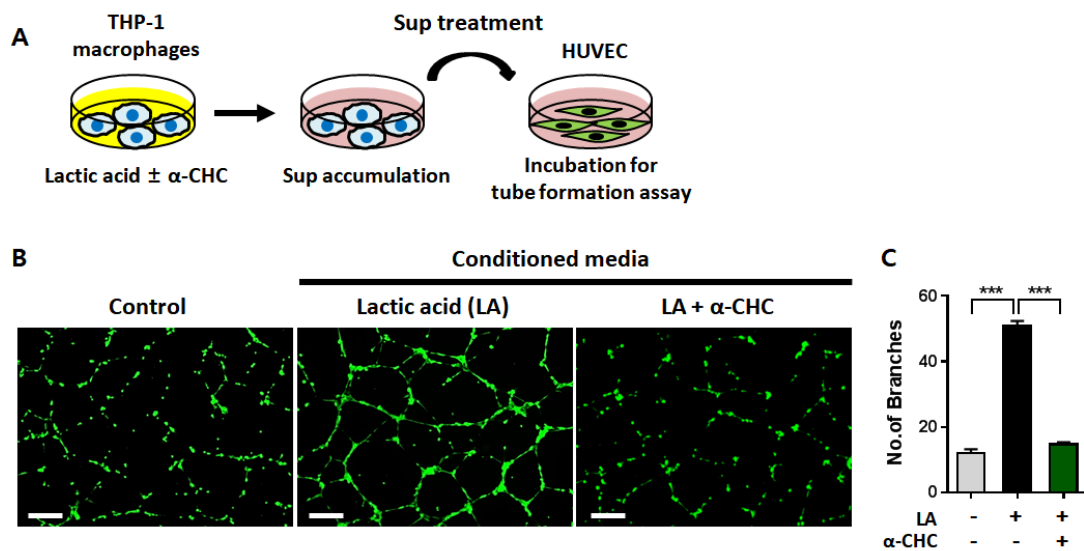 A
THP-1
macrophages
Sup treatment
HUVEC
Lactic acid ± α-CHC
Sup accumulation
Incubation for
tube formation assay
B
Conditioned media
Control
Lactic acid (LA)
LA + α-CHC
C
No.of Branches
60
40
20
0
*** ***
LA - + +
α-CHC - - +